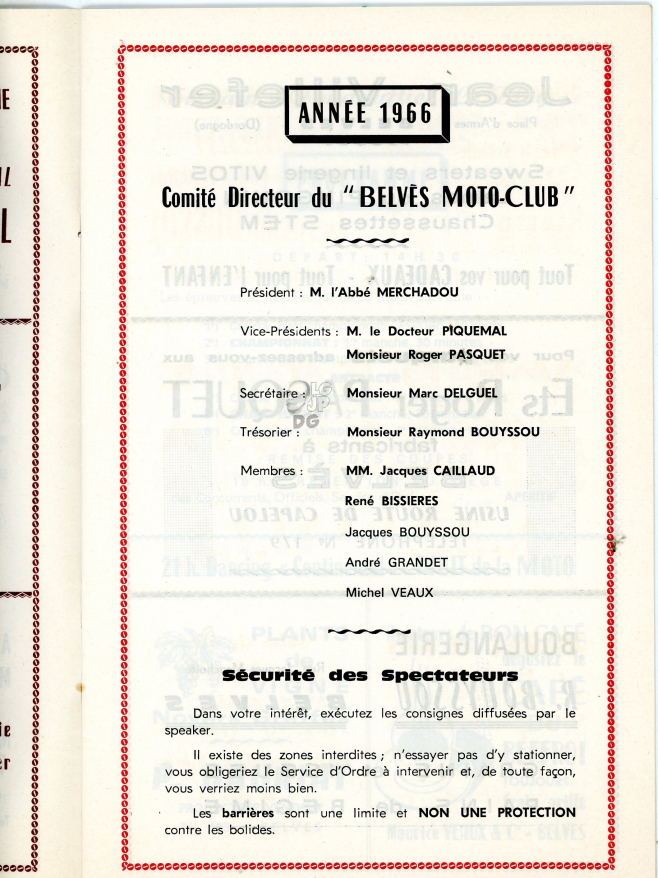 ANNÉE 1966
Comité Directeur du “ BELVÈS MOTO-CLUB ”
Président : M. l'Abbé MERCHADOU
Vice-Présidents : M. le Docteur PIQUEMAL
Monsieur Roger PASQUET
Secrétaire : Monsieur Marc DELGUEL
Trésorier : Monsieur Raymond BOUYSSOU
Membres : MM. Jacques CAILLAUD
René BISSIERES
Jacques BOUYSSOU
André GRANDET
Michel VEAUX
Sécurité des Spectateurs
Dans votre intérêt, exécutez les consignes diffusées par le
speaker.
Il existe des zones interdites ; n'essayer pas d'y stationner,
vous obligeriez le Service d'Ordre à intervenir et, de toute façon,
vous verriez moins bien.
Les barrières sont une limite et NON UNE PROTECTION
contre les bolides.